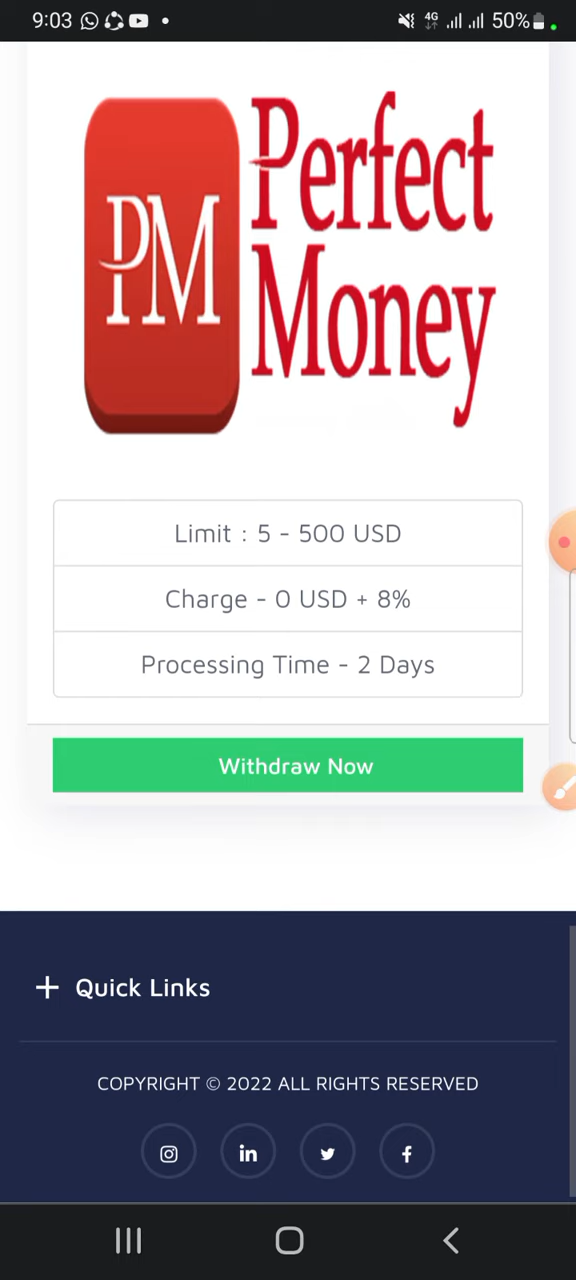 9:03
4G
50%
PM
Perfect
Money
Limit : 5 - 500 USD
Charge - 0 USD + 8%
Processing Time - 2 Days
Withdraw Now
+ Quick Links
COPYRIGHT © 2022 ALL RIGHTS RESERVED